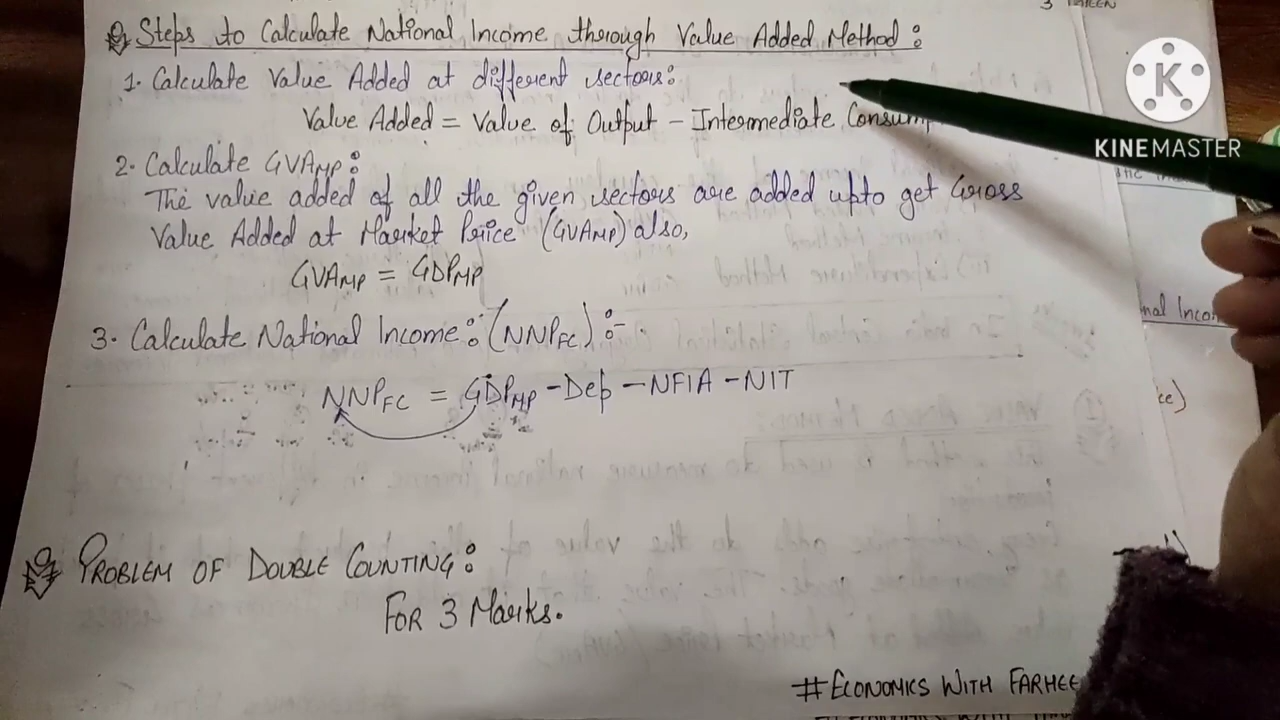 Steps to Calculate National Income through Value Added Method:
1. Calculate Value Added at different sectors:
Value Added = Value of Output - Intermediate Consum
2. Calculate GVAMP:
The value added of all the given sectors are added upto get Gross
Value Added at Market Price (GVAMP) also,
GVAMP = GDPMP
3. Calculate National Income: (NNPFC) :-
NNPFC = GDPMP - Dep - NFIA - NIT
PROBLEM OF DOUBLE COUNTING:
FOR 3 Marks.
#ECONOMICS WITH FARHEE
KINEMASTER
nal Incom